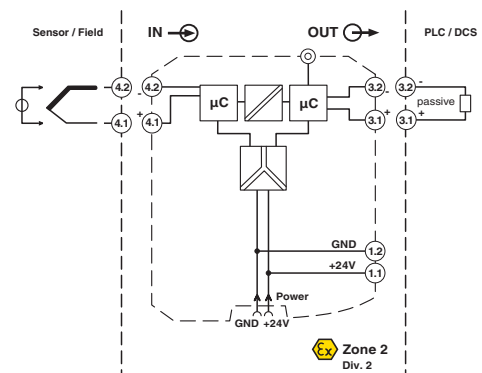 Sensor / Field
IN
OUT
PLC / DCS
4.2 4.2 3.2 3.2
- - -
µC µC
passive
+ + +
4.1 4.1 3.1 3.1
GND 1.2
+24V 1.1
Power
GND +24V
Ex Zone 2
Div. 2